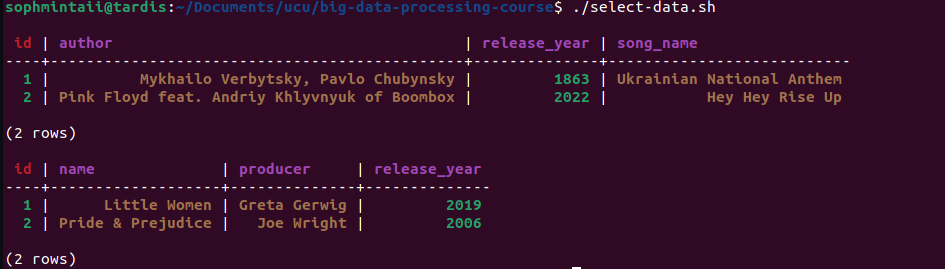 sophmintaii@tardis:~/Documents/ucu/big-data-processing-course$ ./select-data.sh
 id | author                                       | release_year | song_name
----+----------------------------------------------+--------------+---------------------------
  1 |          Mykhailo Verbytsky, Pavlo Chubynsky |         1863 | Ukrainian National Anthem
  2 | Pink Floyd feat. Andriy Khlyvnyuk of Boombox |         2022 |           Hey Hey Rise Up
(2 rows)
 id | name              | producer     | release_year
----+-------------------+--------------+--------------
  1 |      Little Women | Greta Gerwig |         2019
  2 | Pride & Prejudice |   Joe Wright |         2006
(2 rows)